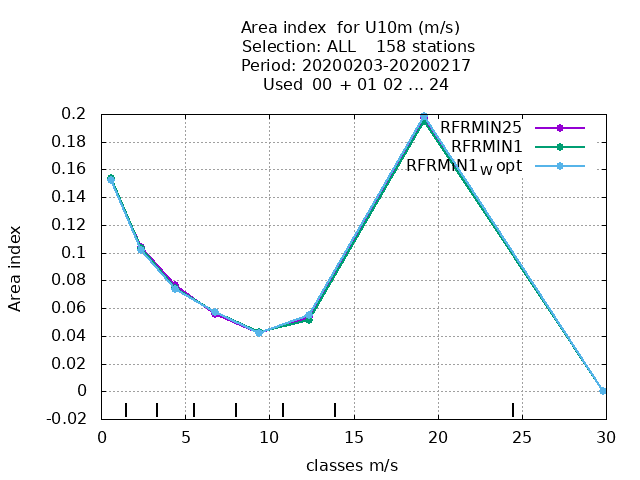 Area index for U10m (m/s)
Selection: ALL 158 stations
Period: 20200203-20200217
Used 00 + 01 02 ... 24
0.2
0.18
0.16
0.14
0.12
0.1
0.08
0.06
0.04
0.02
0
-0.02
Area index
RFRMIN25
RFRMIN1
RFRMIN1W opt
0 5 10 15 20 25 30
classes m/s